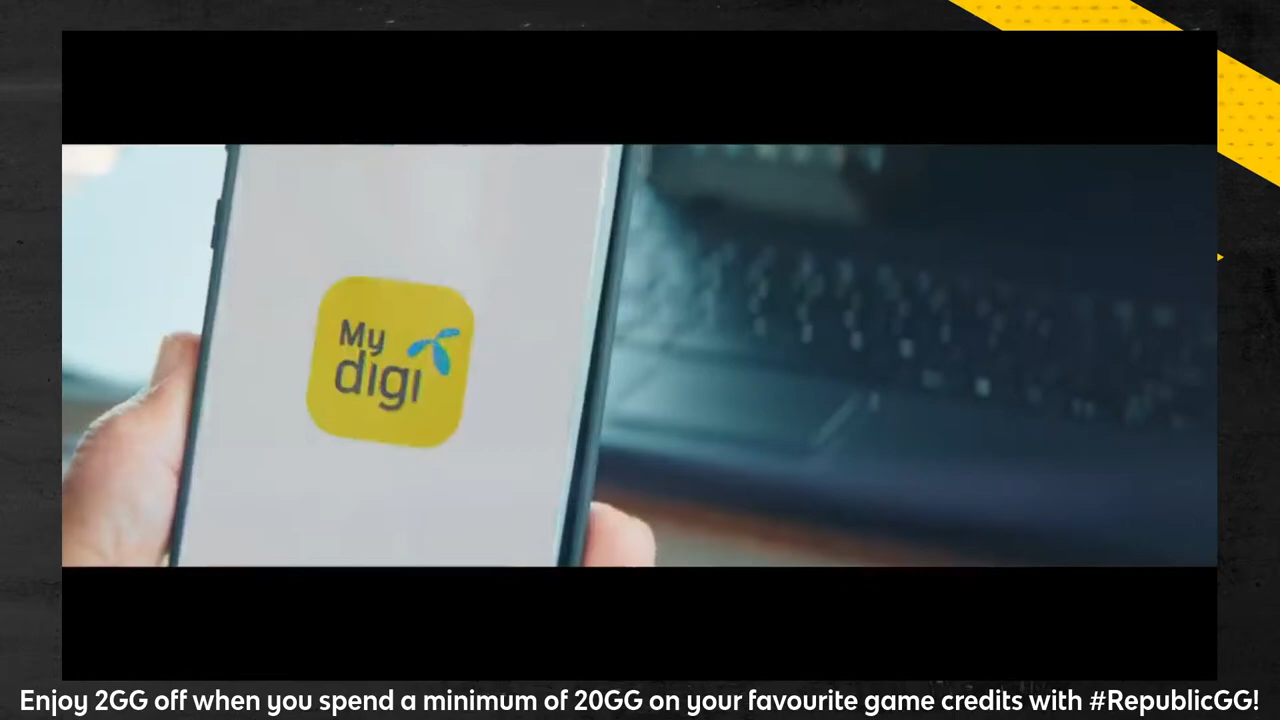 My
digi
Enjoy 2GG off when you spend a minimum of 20GG on your favourite game credits with #RepublicGG!